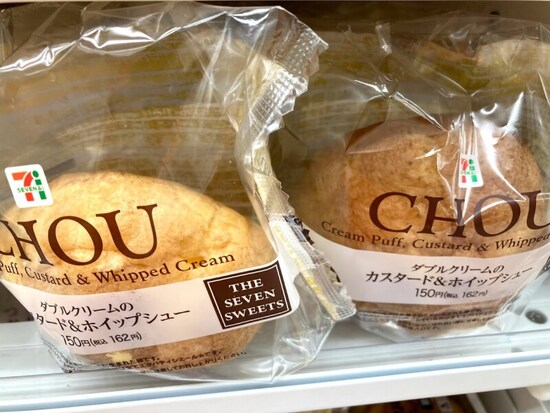 7
SEVEN & i
CHOU
Puff, Custard & Whipped Cream
THE
SEVEN
SWEETS
ダブルクリームの
タード&ホイップシュー
150円(税込 162円)
CHOU
Cream Puff, Custard & Whipped
ダブルクリームの
カスタード&ホイップシュー
150円(税込 162円)